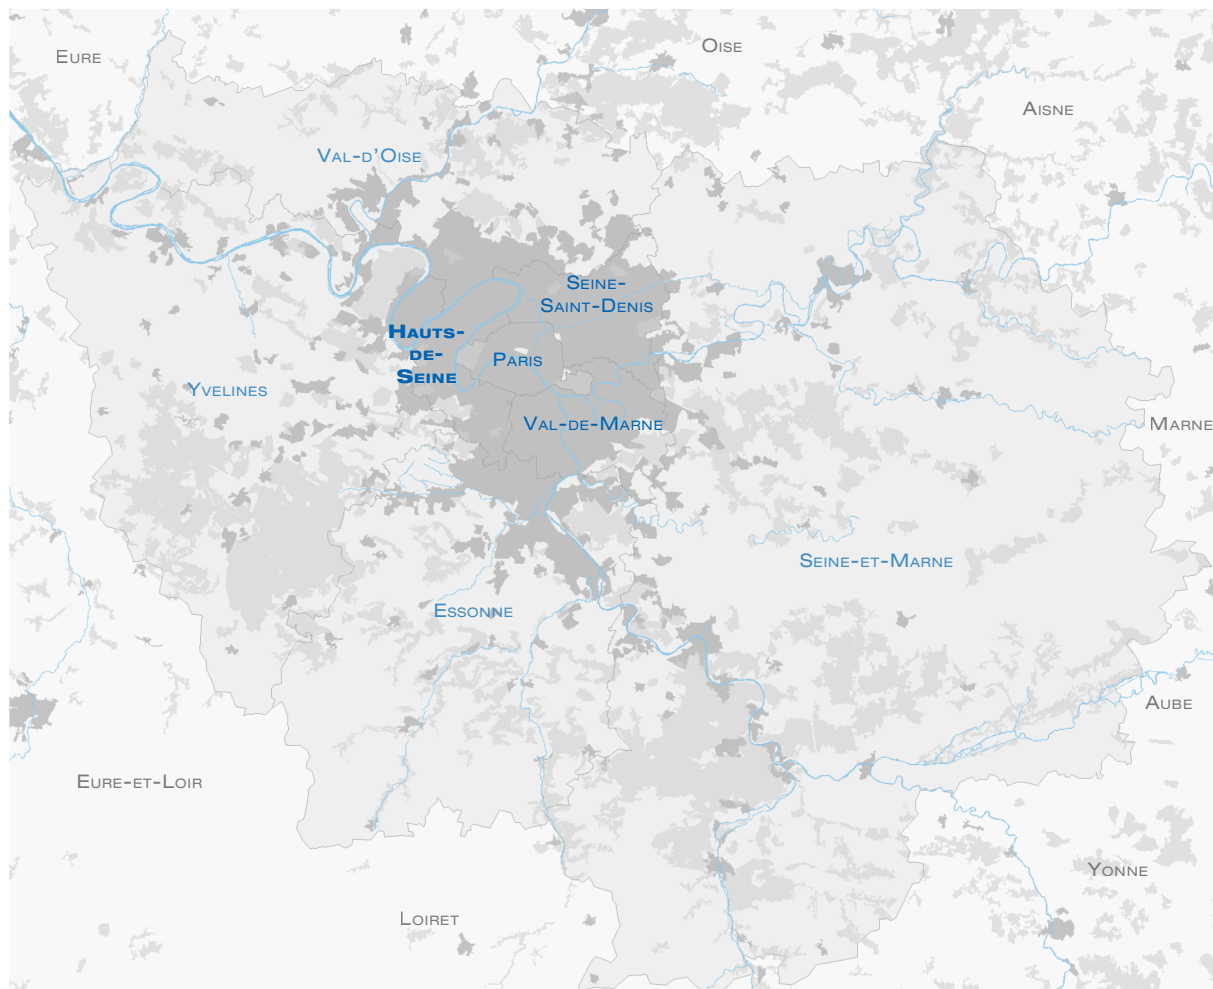 Oise
Eure
Aisne
Val-d'Oise
Seine-
Saint-Denis
Hauts-
de-
Seine
Paris
Yvelines
Val-de-Marne
Marne
Seine-et-Marne
Essonne
Aube
Eure-et-Loir
Yonne
Loiret